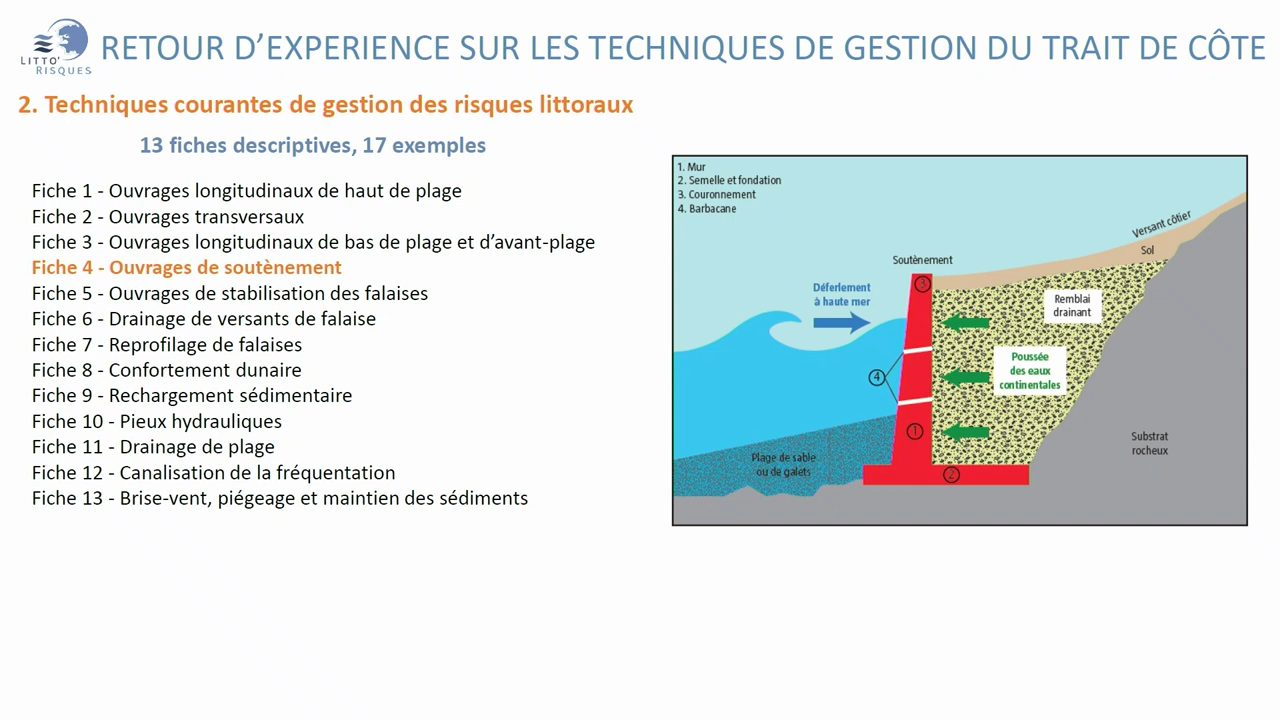 LITTO'
RISQUES
RETOUR D’EXPERIENCE SUR LES TECHNIQUES DE GESTION DU TRAIT DE CÔTE
2. Techniques courantes de gestion des risques littoraux
13 fiches descriptives, 17 exemples
Fiche 1 - Ouvrages longitudinaux de haut de plage
Fiche 2 - Ouvrages transversaux
Fiche 3 - Ouvrages longitudinaux de bas de plage et d’avant-plage
Fiche 4 - Ouvrages de soutènement
Fiche 5 - Ouvrages de stabilisation des falaises
Fiche 6 - Drainage de versants de falaise
Fiche 7 - Reprofilage de falaises
Fiche 8 - Confortement dunaire
Fiche 9 - Rechargement sédimentaire
Fiche 10 - Pieux hydrauliques
Fiche 11 - Drainage de plage
Fiche 12 - Canalisation de la fréquentation
Fiche 13 - Brise-vent, piégeage et maintien des sédiments
1. Mur
2. Semelle et fondation
3. Couronnement
4. Barbacane
Versant côtier
Sol
Soutènement
3
Déferlement
à haute mer
Remblai
drainant
Poussée
des eaux
continentales
4
1
Substrat
rocheux
Plage de sable
ou de galets
2